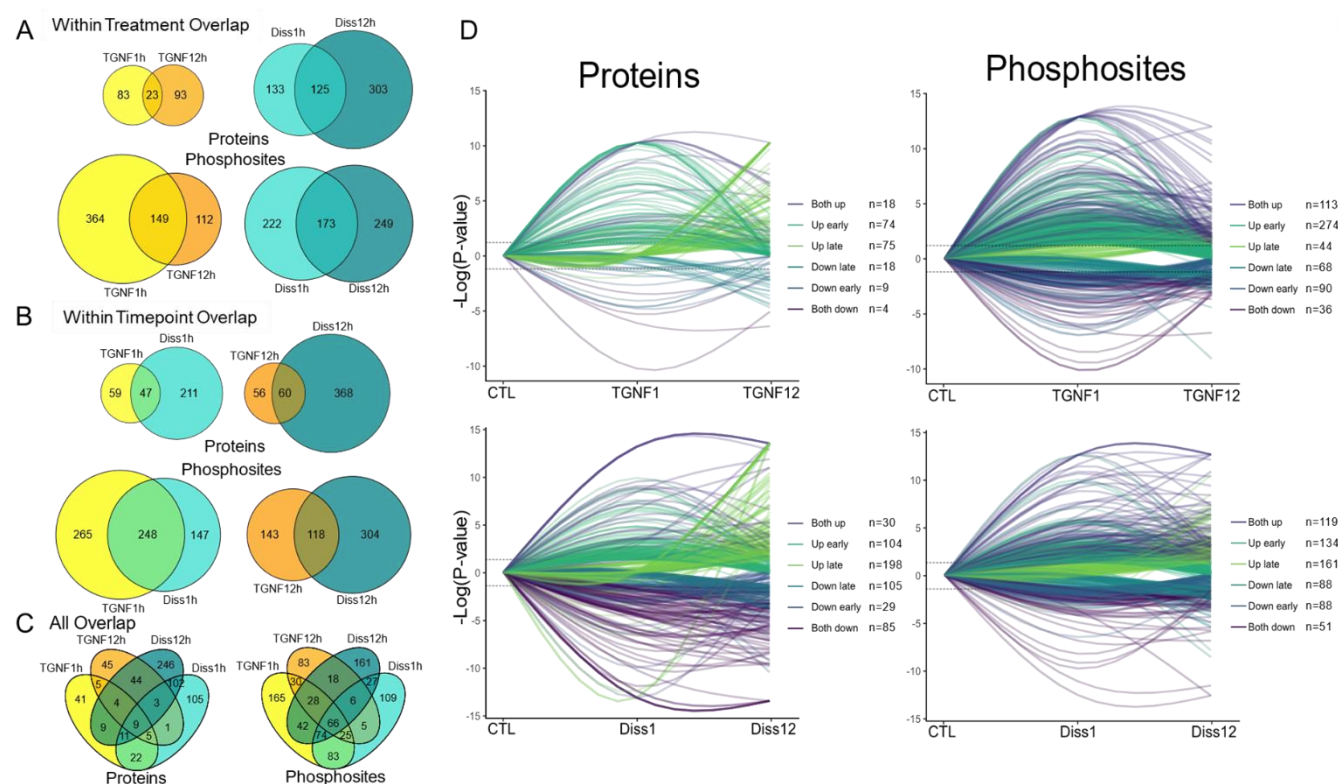 A
Within Treatment Overlap
TGNF1h
TGNF12h
83
23
93
Diss1h
Diss12h
133
125
303
Proteins
Phosphosites
364
149
112
TGNF1h
TGNF12h
222
173
249
Diss1h
Diss12h
B
Within Timepoint Overlap
TGNF1h
Diss1h
59
47
211
TGNF12h
Diss12h
56
60
368
Proteins
Phosphosites
265
248
147
TGNF1h
Diss1h
143
118
304
TGNF12h
Diss12h
C
All Overlap
TGNF1h
TGNF12h
Diss12h
Diss1h
45
246
5
44
102
41
4
3
105
9
9
1
11
5
22
Proteins
TGNF1h
TGNF12h
Diss12h
Diss1h
83
161
30
18
27
165
28
6
109
42
66
5
74
25
83
Phosphosites
D
Proteins
-Log(P-value)
15
10
5
0
-5
-10
CTL
TGNF1
TGNF12
Both up n=18
Up early n=74
Up late n=75
Down late n=18
Down early n=9
Both down n=4
Phosphosites
15
10
5
0
-5
-10
CTL
TGNF1
TGNF12
Both up n=113
Up early n=274
Up late n=44
Down late n=68
Down early n=90
Both down n=36
-Log(P-value)
15
10
5
0
-5
-10
-15
CTL
Diss1
Diss12
Both up n=30
Up early n=104
Up late n=198
Down late n=105
Down early n=29
Both down n=85
15
10
5
0
-5
-10
-15
CTL
Diss1
Diss12
Both up n=119
Up early n=134
Up late n=161
Down late n=88
Down early n=88
Both down n=51